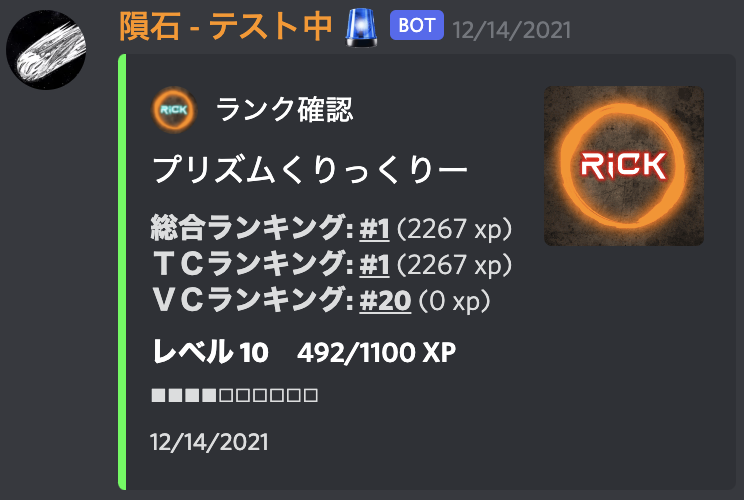 隕石 - テスト中 🚨 BOT 12/14/2021
RiCK ランク確認
RiCK
プリズムくりっくりー
総合ランキング: #1 (2267 xp)
ＴＣランキング: #1 (2267 xp)
ＶＣランキング: #20 (0 xp)
レベル 10 492/1100 XP
■■■■□□□□□□
12/14/2021